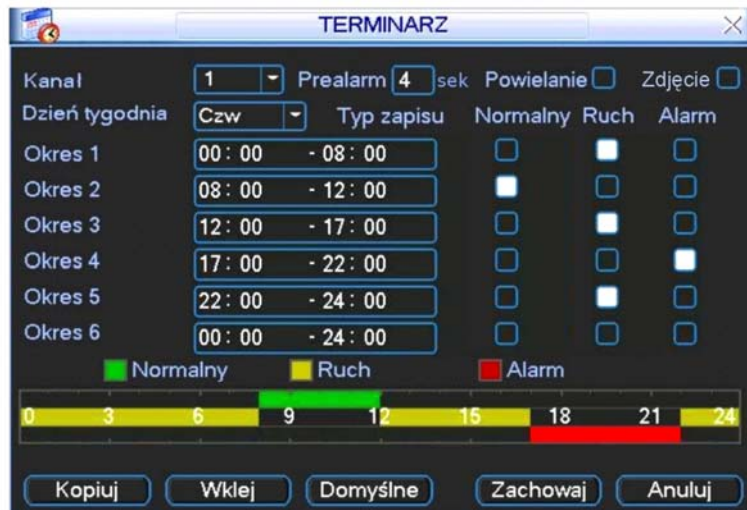 TERMINARZ
Kanał 1 Prealarm 4 sek Powielanie Zdjęcie
Dzień tygodnia Czw Typ zapisu Normalny Ruch Alarm
Okres 1 00: 00 - 08: 00
Okres 2 08: 00 - 12: 00
Okres 3 12: 00 - 17: 00
Okres 4 17: 00 - 22: 00
Okres 5 22: 00 - 24: 00
Okres 6 00: 00 - 24: 00
Normalny Ruch Alarm
0 3 6 9 12 15 18 21 24
Kopiuj Wklej Domyślne Zachowaj Anuluj